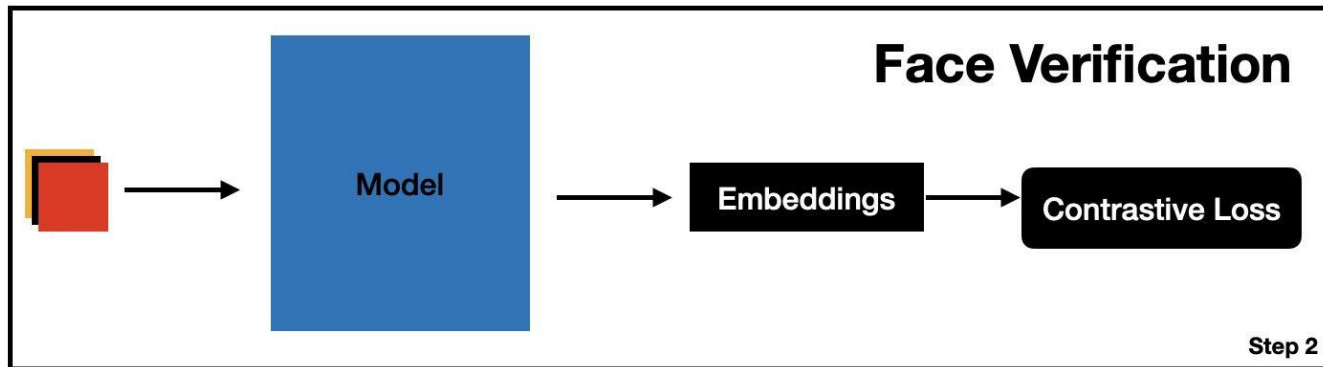 Face Verification
Model
Embeddings
Contrastive Loss
Step 2